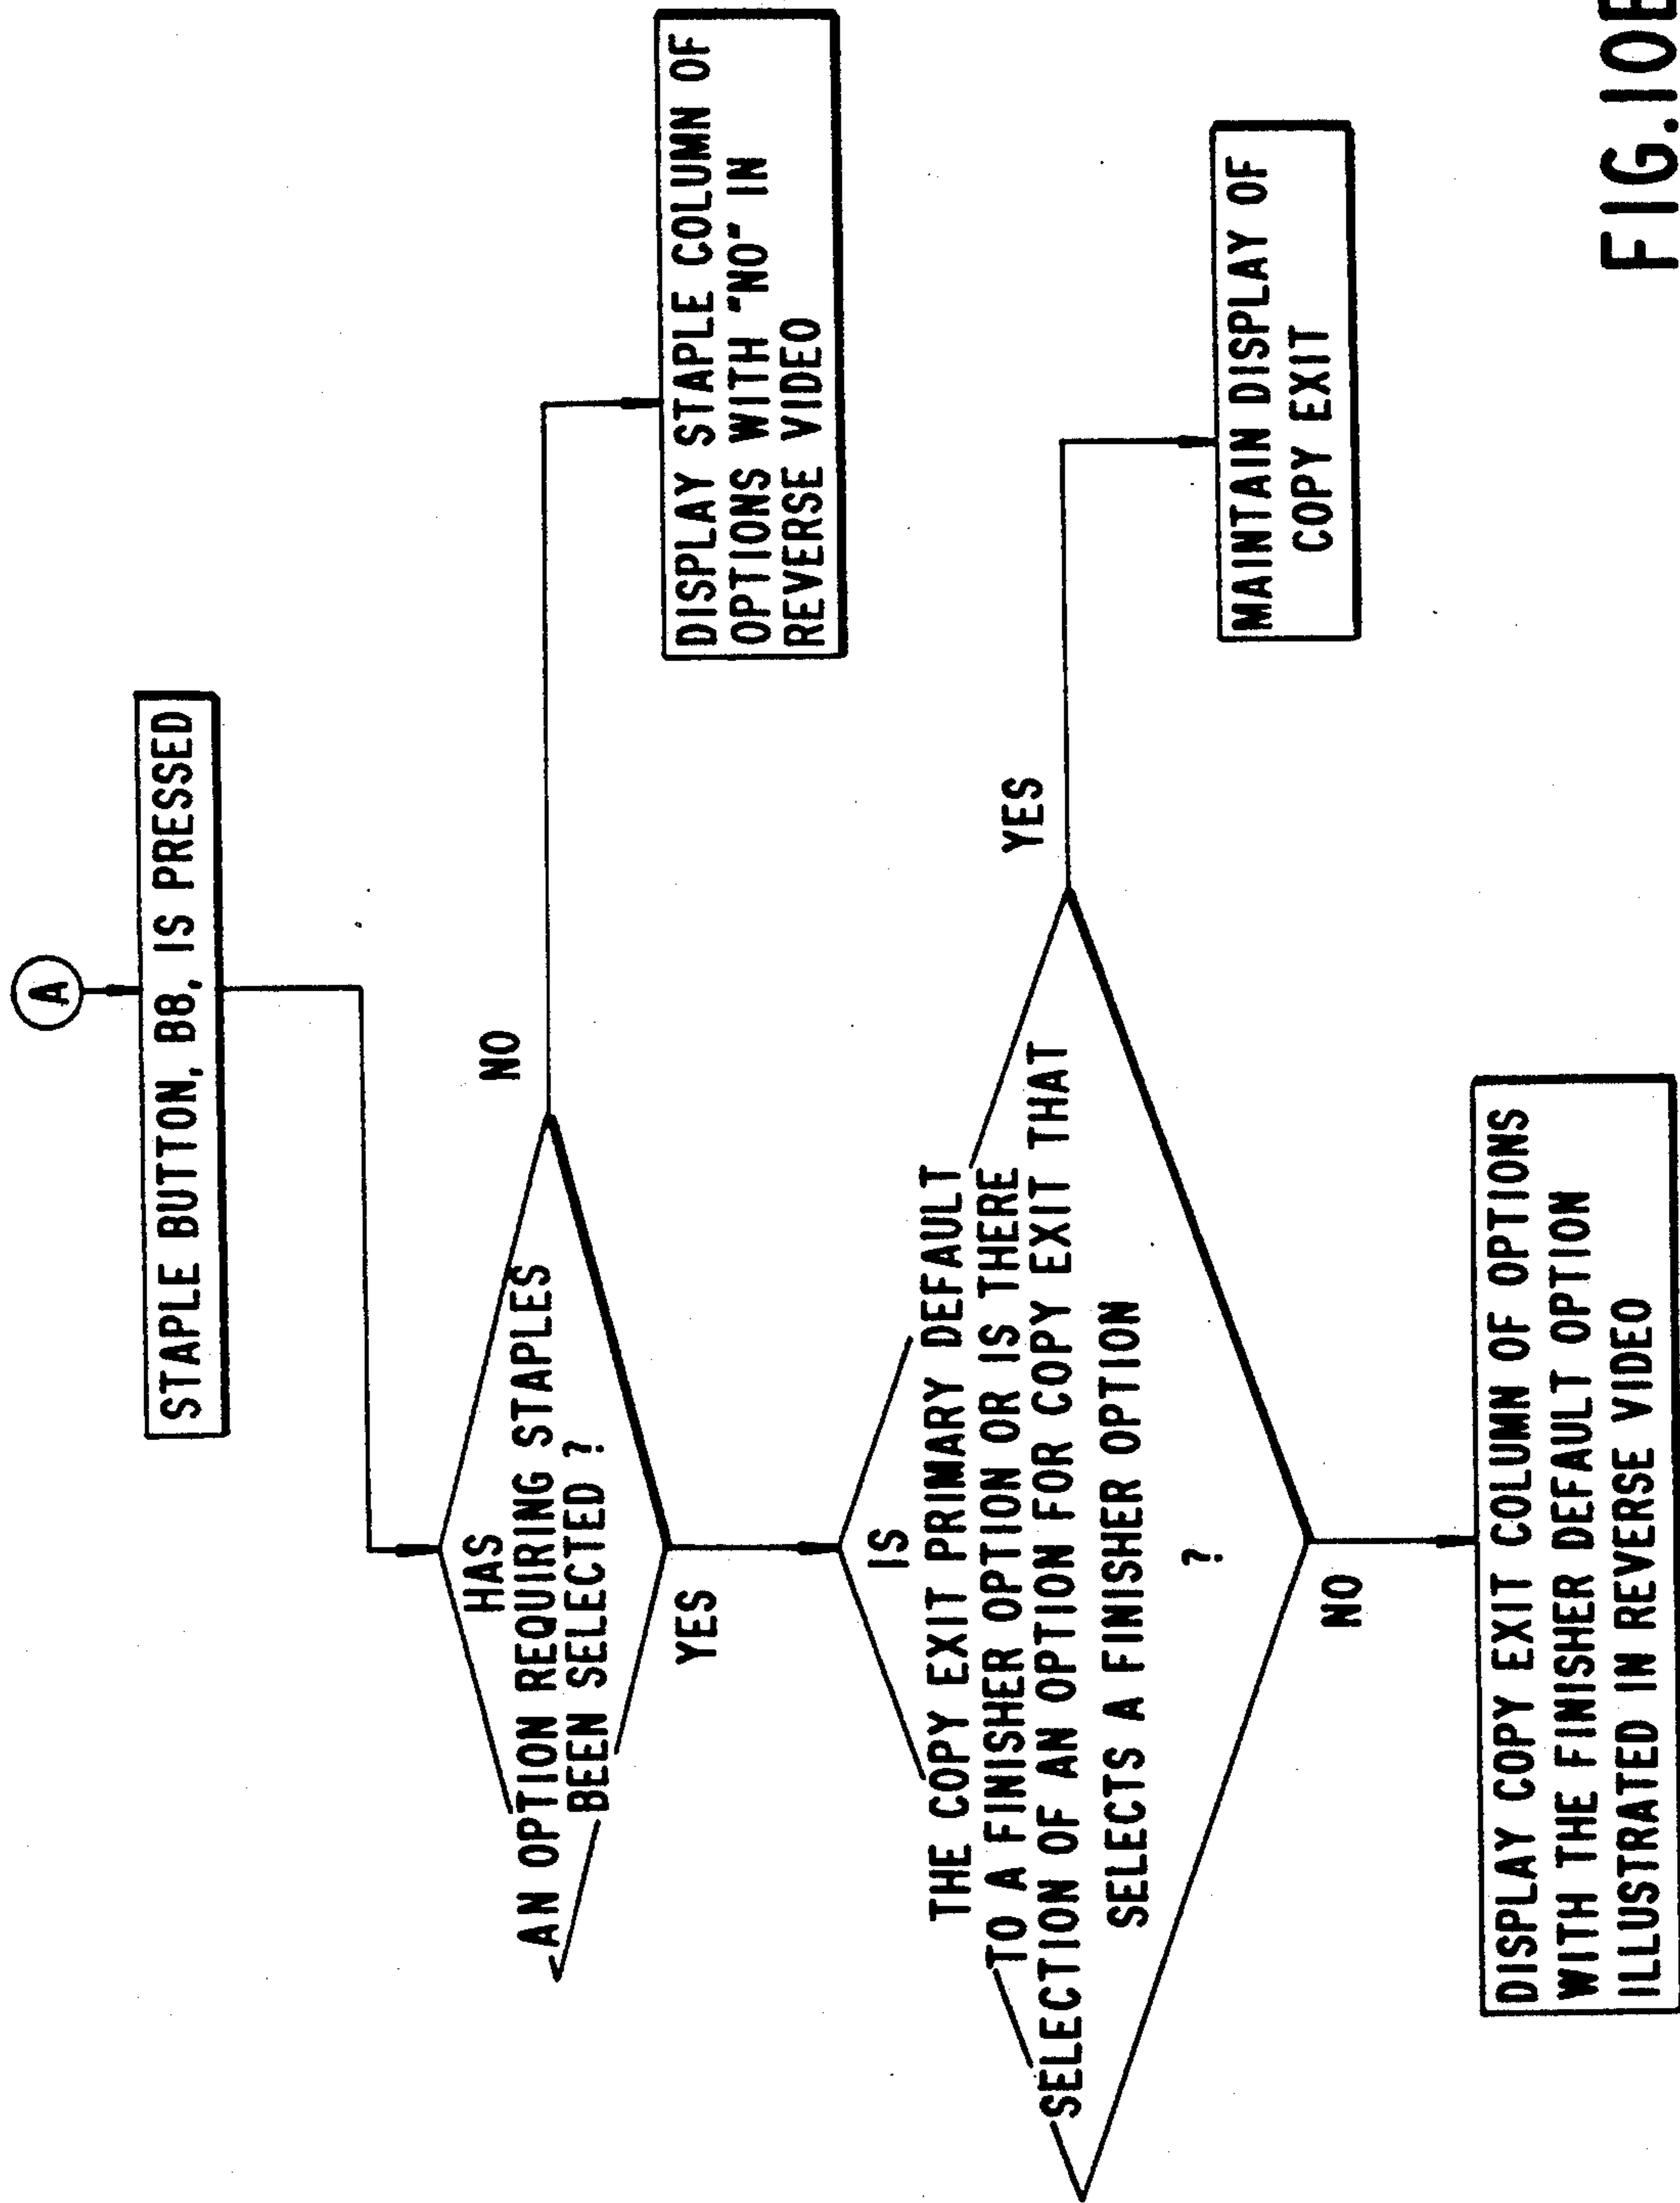 A
STAPLE BUTTON, B8, IS PRESSED
HAS
AN OPTION REQUIRING STAPLES
BEEN SELECTED ?
NO
YES
DISPLAY STAPLE COLUMN OF
OPTIONS WITH "NO" IN
REVERSE VIDEO
IS
THE COPY EXIT PRIMARY DEFAULT
TO A FINISHER OPTION OR IS THERE
SELECTION OF AN OPTION FOR COPY EXIT THAT
SELECTS A FINISHER OPTION
?
YES
NO
MAINTAIN DISPLAY OF
COPY EXIT
DISPLAY COPY EXIT COLUMN OF OPTIONS
WITH THE FINISHER DEFAULT OPTION
ILLUSTRATED IN REVERSE VIDEO
FIG.10E